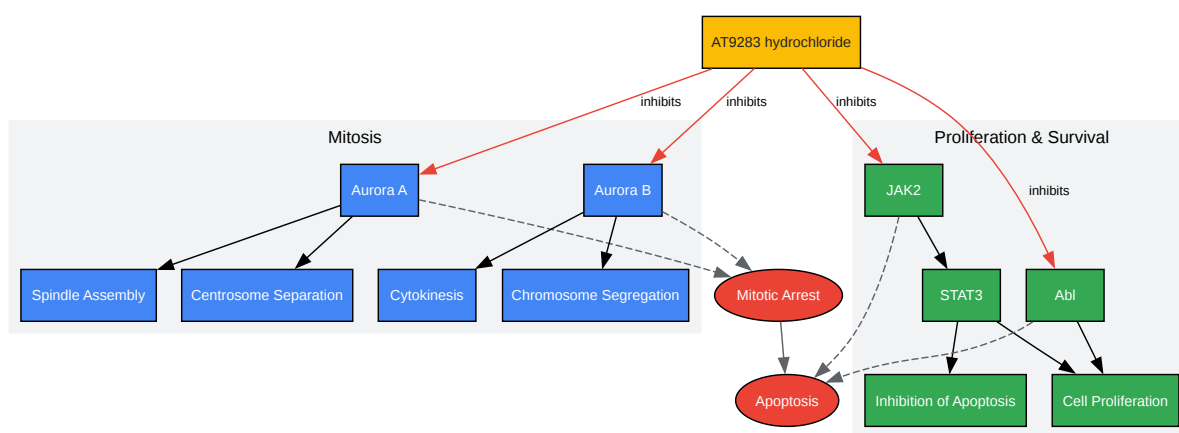 AT9283 hydrochloride
inhibits
inhibits
inhibits
Mitosis
Proliferation & Survival
Aurora A
Aurora B
JAK2
inhibits
Spindle Assembly
Centrosome Separation
Cytokinesis
Chromosome Segregation
Mitotic Arrest
STAT3
Abl
Apoptosis
Inhibition of Apoptosis
Cell Proliferation